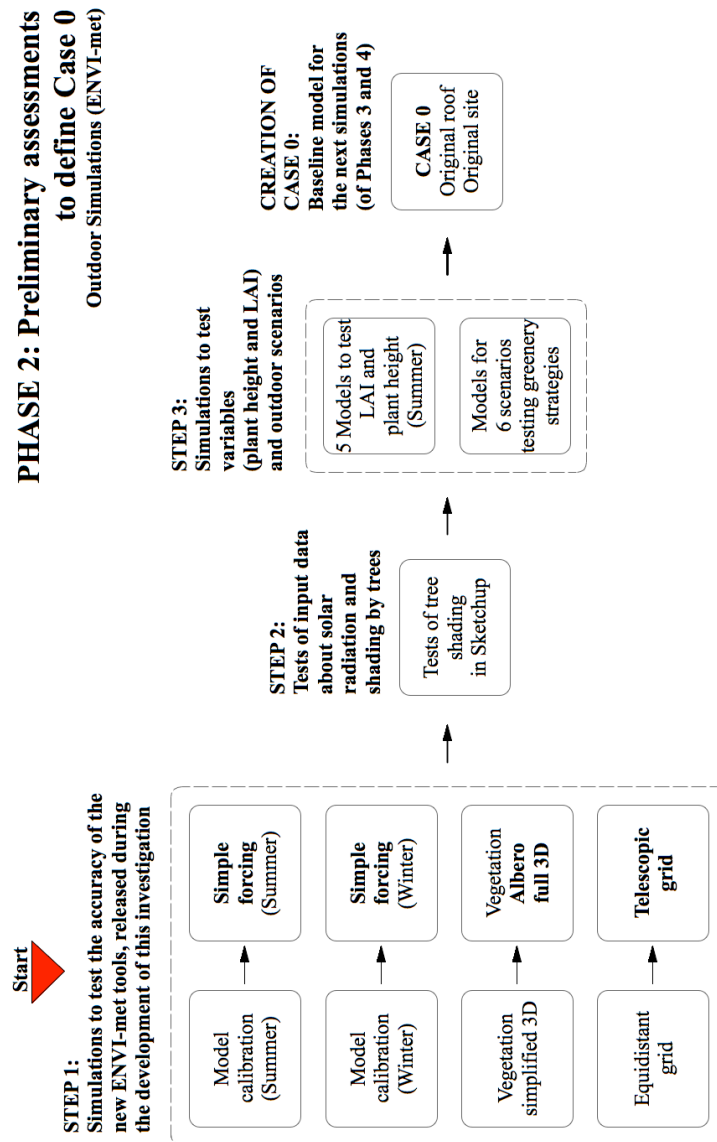 PHASE 2: Preliminary assessments
to define Case 0
Outdoor Simulations (ENVI-met)
Start
STEP 1:
Simulations to test the accuracy of the
new ENVI-met tools, released during
the development of this investigation
Model
calibration
(Summer)
Simple
forcing
(Summer)
Model
calibration
(Winter)
Simple
forcing
(Winter)
Vegetation
simplified 3D
Vegetation
Albero
full 3D
Equidistant
grid
Telescopic
grid
STEP 2:
Tests of input data
about solar
radiation and
shading by trees
Tests of tree
shading
in Sketchup
STEP 3:
Simulations to test
variables
(plant height and LAI)
and outdoor scenarios
5 Models to test
LAI and
plant height
(Summer)
Models for
6 scenarios
testing greenery
strategies
CREATION OF
CASE 0:
Baseline model for
the next simulations
(of Phases 3 and 4)
CASE 0
Original roof
Original site